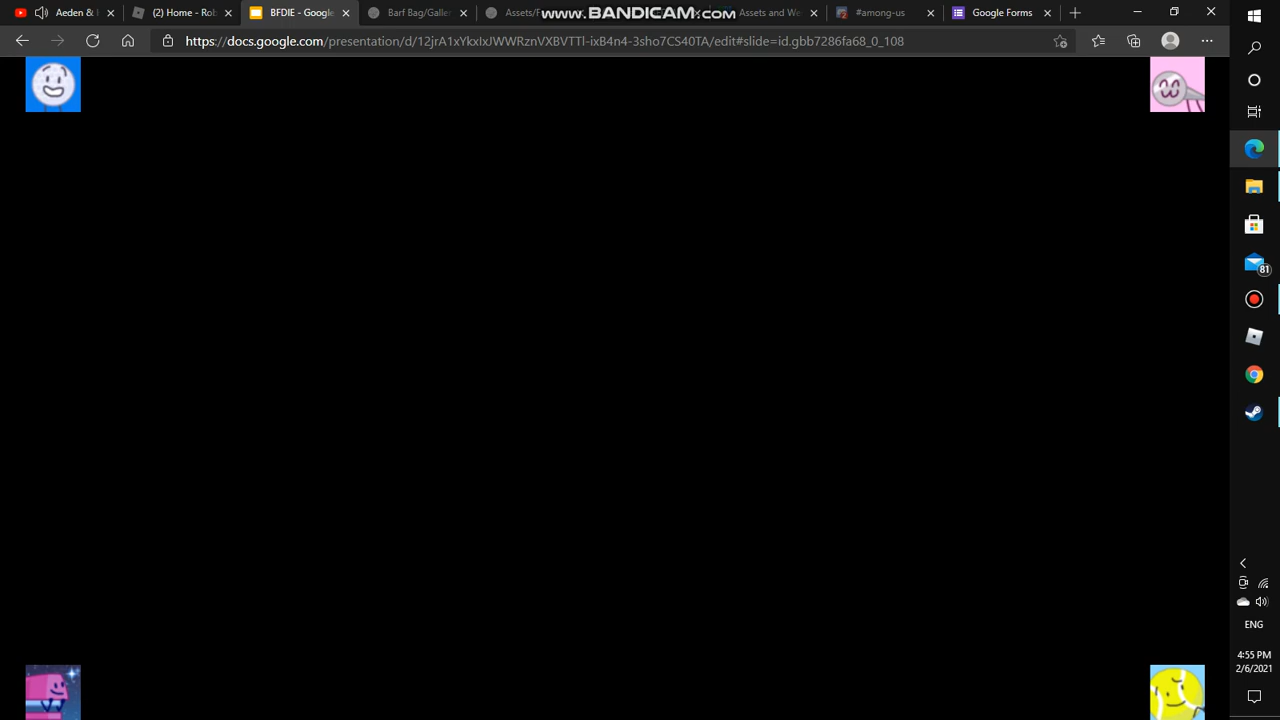 www.BANDICAM.com
Aeden & I
(2) Home - Rob
BFDIE - Google
Barf Bag/Galler
Assets/F
Assets and We
#among-us
Google Forms
https://docs.google.com/presentation/d/12jrA1xYkxIxJWWRznVXBVTTl-ixB4n4-3sho7CS40TA/edit#slide=id.gbb7286fa68_0_108
81
ENG
4:55 PM
2/6/2021